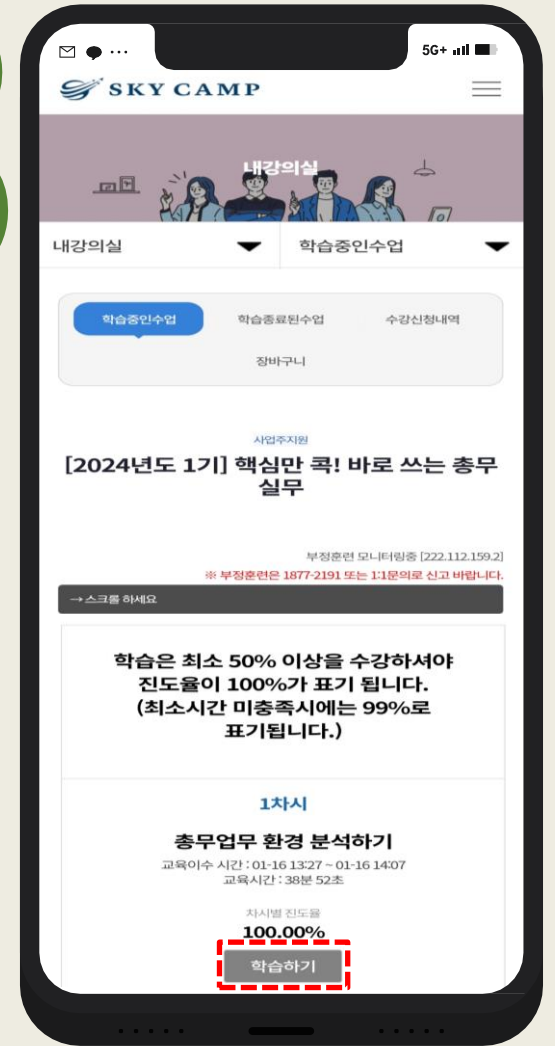 5G+
SKY CAMP
내강의실
내강의실 학습중인수업
학습중인수업 학습종료된수업 수강신청내역
장바구니
사업주지원
[2024년도 1기] 핵심만 콕! 바로 쓰는 총무
실무
부정훈련 모니터링중 [222.112.159.2]
※ 부정훈련은 1877-2191 또는 1:1문의로 신고 바랍니다.
→스크롤 하세요
학습은 최소 50% 이상을 수강하셔야
진도율이 100%가 표기 됩니다.
(최소시간 미충족시에는 99%로
표기됩니다.)
1차시
총무업무 환경 분석하기
교육이수 시간 : 01-16 13:27 ~ 01-16 14:07
교육시간 : 38분 52초
차시별 진도율
100.00%
학습하기